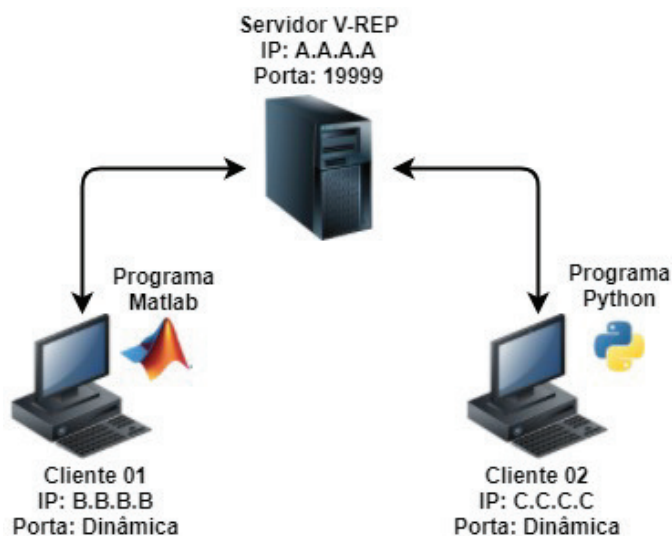 Servidor V-REP
IP: A.A.A.A
Porta: 19999
Programa
Matlab
Programa
Python
Cliente 01
IP: B.B.B.B
Porta: Dinâmica
Cliente 02
IP: C.C.C.C
Porta: Dinâmica